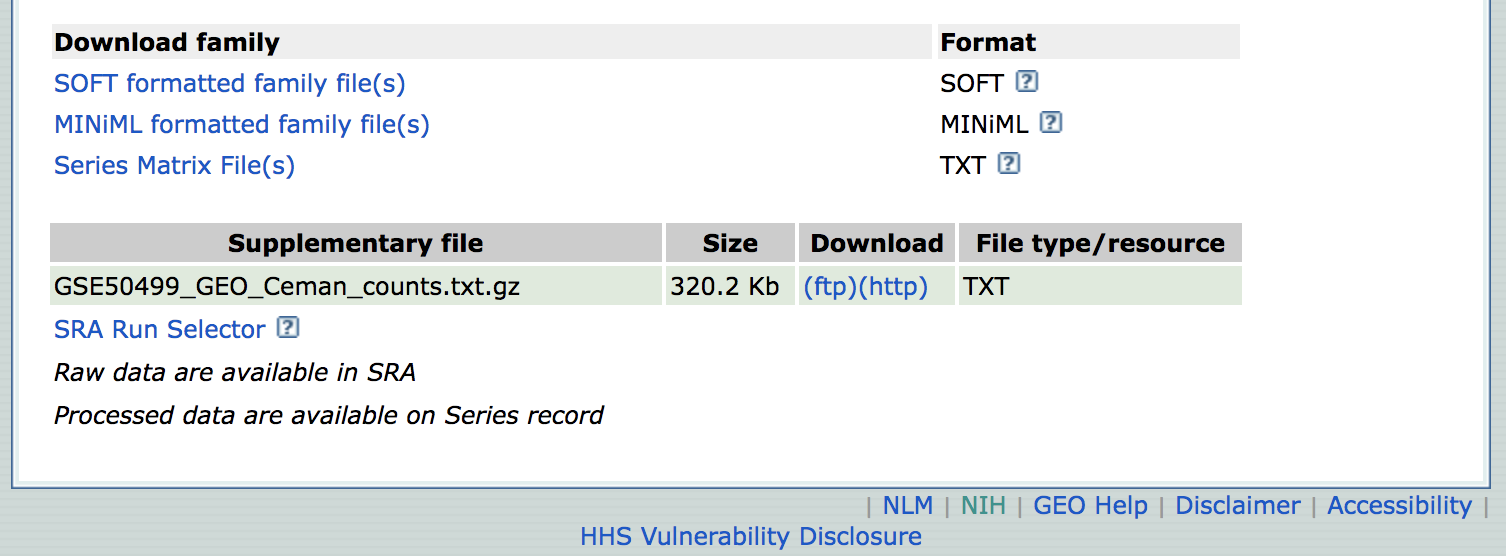 Download family Format
SOFT formatted family file(s) SOFT ?
MINiML formatted family file(s) MINiML ?
Series Matrix File(s) TXT ?
Supplementary file Size Download File type/resource
GSE50499_GEO_Ceman_counts.txt.gz 320.2 Kb (ftp)(http) TXT
SRA Run Selector ?
Raw data are available in SRA
Processed data are available on Series record
| NLM | NIH | GEO Help | Disclaimer | Accessibility |
HHS Vulnerability Disclosure